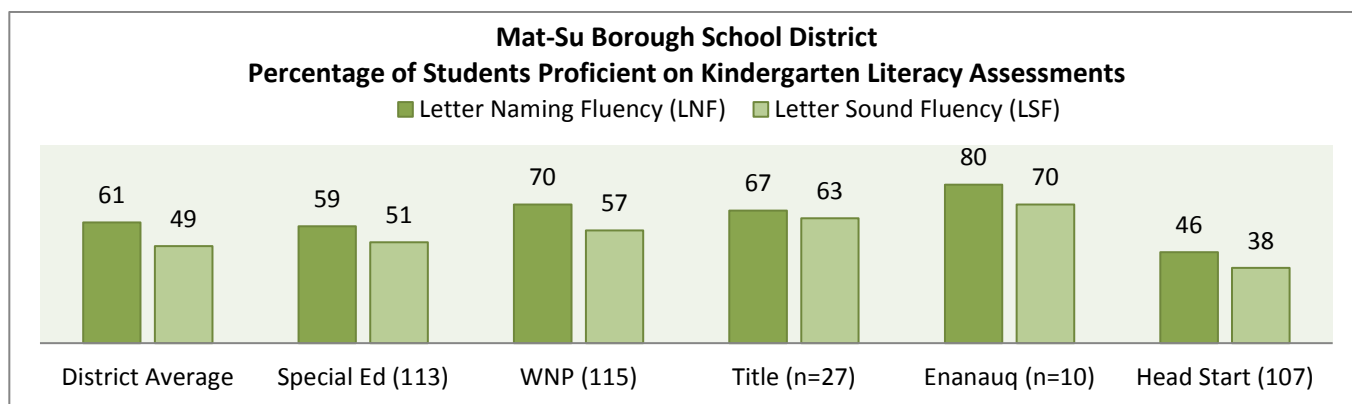 Mat-Su Borough School District
Percentage of Students Proficient on Kindergarten Literacy Assessments
Letter Naming Fluency (LNF) Letter Sound Fluency (LSF)
61 49 59 51 70 57 67 63 80 70 46 38
District Average Special Ed (113) WNP (115) Title (n=27) Enanauq (n=10) Head Start (107)